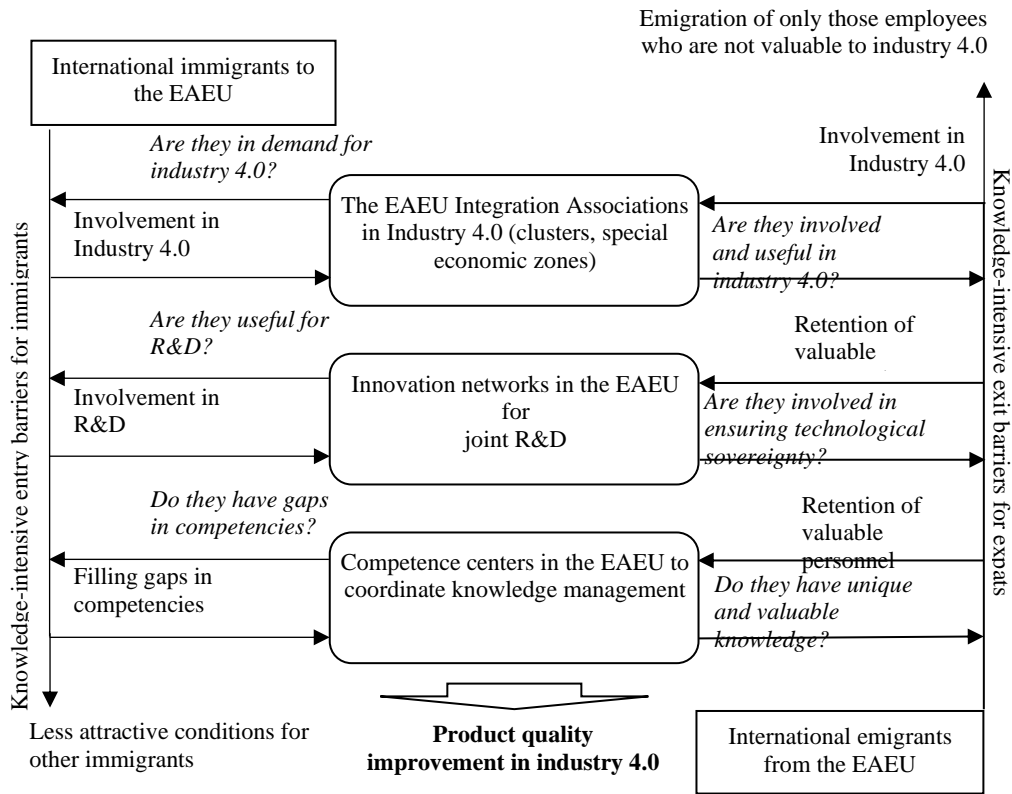 Emigration of only those employees
who are not valuable to industry 4.0
International immigrants to
the EAEU
Are they in demand for
industry 4.0?
Involvement in
Industry 4.0
Involvement in
Industry 4.0
The EAEU Integration Associations
in Industry 4.0 (clusters, special
economic zones)
Are they involved
and useful in
industry 4.0?
Are they useful for
R&D?
Involvement in
R&D
Innovation networks in the EAEU
for
joint R&D
Retention of
valuable
Are they involved in
ensuring technological
sovereignty?
Do they have gaps
in competencies?
Filling gaps in
competencies
Competence centers in the EAEU to
coordinate knowledge management
Retention of
valuable
personnel
Do they have unique
and valuable
knowledge?
Knowledge-intensive entry barriers for immigrants
Knowledge-intensive exit barriers for expats
Less attractive conditions for
other immigrants
Product quality
improvement in industry 4.0
International emigrants
from the EAEU